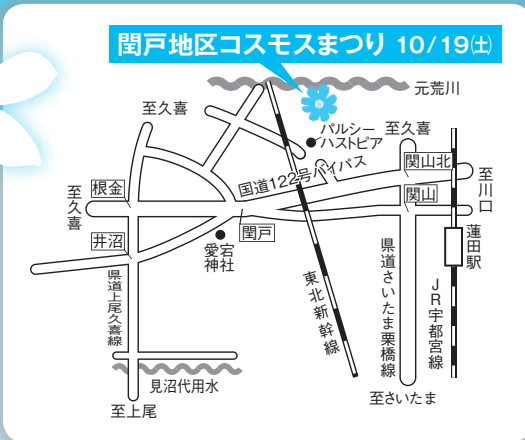 閏戸地区コスモスまつり 10/19㈯
元荒川
至久喜
パルシー
ハストピア
至久喜
国道122号バイパス
関山北
至川口
根金
至久喜
関山
井沼
閏戸
愛宕
神社
蓮田駅
県道上尾久喜線
東北新幹線
県道さいたま栗橋線
JR宇都宮線
見沼代用水
至さいたま
至上尾